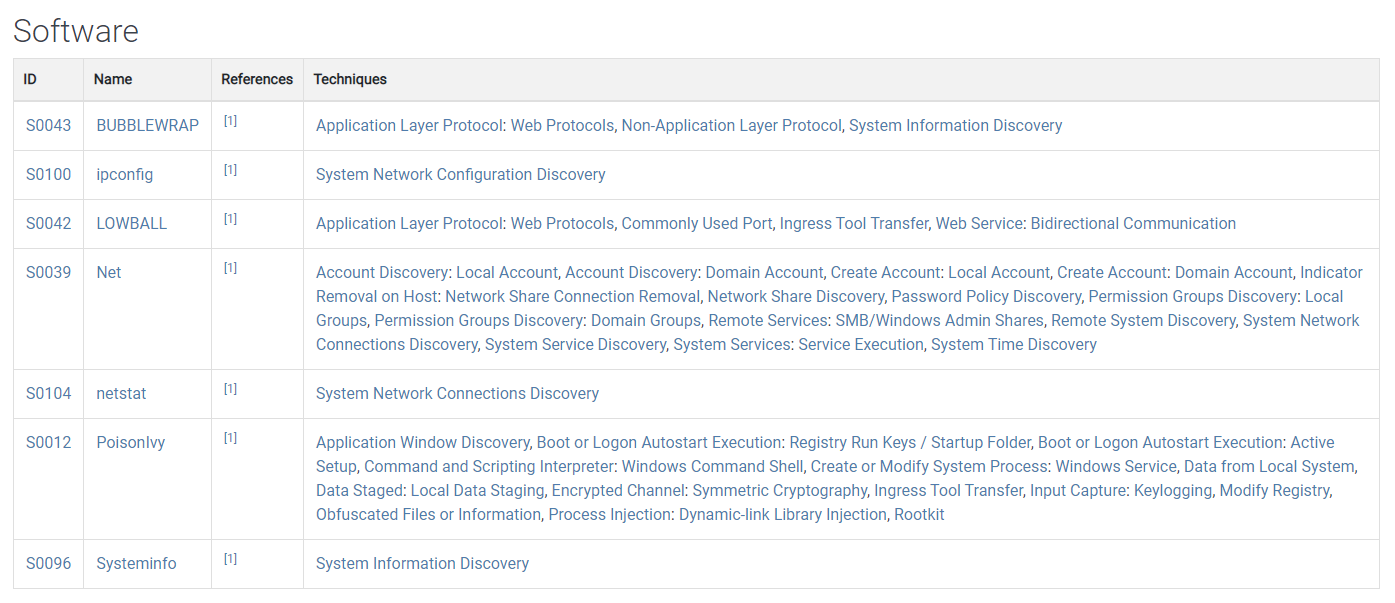 Software
ID Name References Techniques
S0043 BUBBLEWRAP [1] Application Layer Protocol: Web Protocols, Non-Application Layer Protocol, System Information Discovery
S0100 ipconfig [1] System Network Configuration Discovery
S0042 LOWBALL [1] Application Layer Protocol: Web Protocols, Commonly Used Port, Ingress Tool Transfer, Web Service: Bidirectional Communication
S0039 Net [1] Account Discovery: Local Account, Account Discovery: Domain Account, Create Account: Local Account, Create Account: Domain Account, Indicator
Removal on Host: Network Share Connection Removal, Network Share Discovery, Password Policy Discovery, Permission Groups Discovery: Local
Groups, Permission Groups Discovery: Domain Groups, Remote Services: SMB/Windows Admin Shares, Remote System Discovery, System Network
Connections Discovery, System Service Discovery, System Services: Service Execution, System Time Discovery
S0104 netstat [1] System Network Connections Discovery
S0012 PoisonIvy [1] Application Window Discovery, Boot or Logon Autostart Execution: Registry Run Keys / Startup Folder, Boot or Logon Autostart Execution: Active
Setup, Command and Scripting Interpreter: Windows Command Shell, Create or Modify System Process: Windows Service, Data from Local System,
Data Staged: Local Data Staging, Encrypted Channel: Symmetric Cryptography, Ingress Tool Transfer, Input Capture: Keylogging, Modify Registry,
Obfuscated Files or Information, Process Injection: Dynamic-link Library Injection, Rootkit
S0096 Systeminfo [1] System Information Discovery